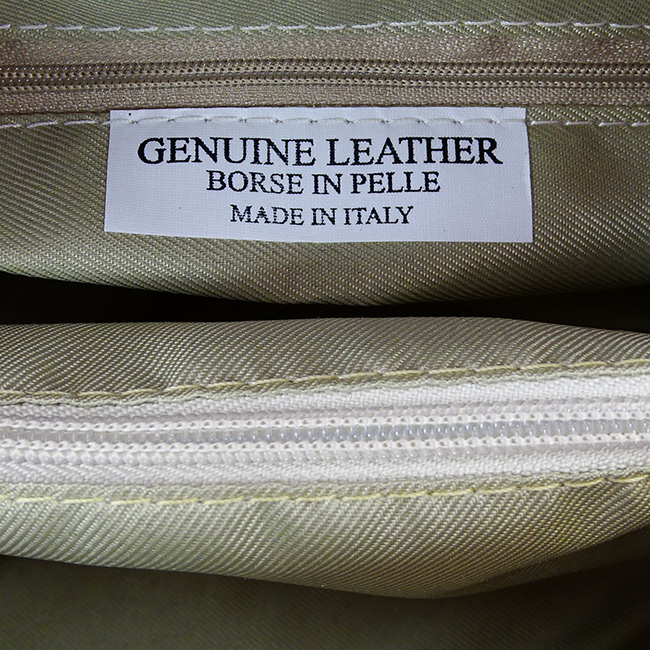 GENUINE LEATHER
BORSE IN PELLE
MADE IN ITALY